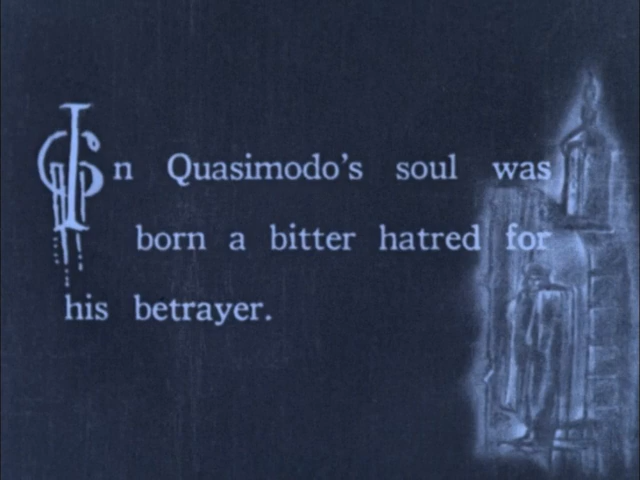 In Quasimodo's soul was
born a bitter hatred for
his betrayer.